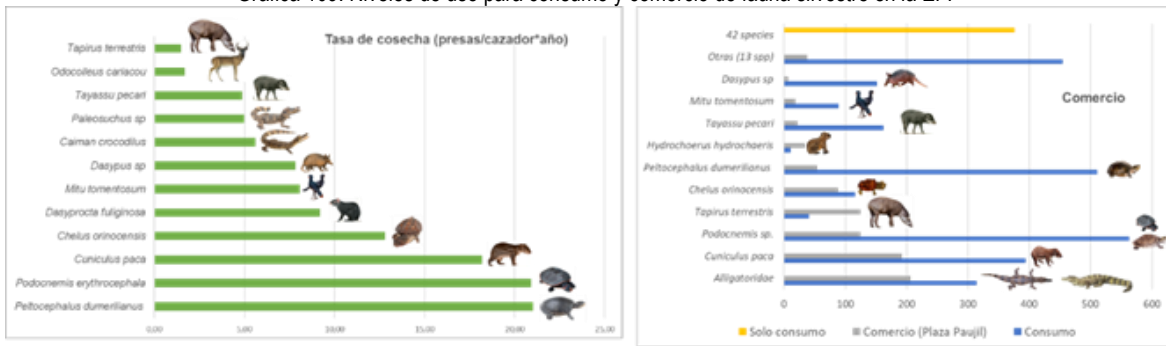 Tasa de cosecha (presas/cazador*año)
Tapirus terrestris
Odocoileus cariacou
Tayassu pecari
Paleosuchus sp
Caiman crocodilus
Dasypus sp
Mitu tomentosum
Dasyprocta fuliginosa
Chelus orinocensis
Cuniculus paca
Podocnemis erythrocephala
Peltocephalus dumerilianus
0,00 5,00 10,00 15,00 20,00 25,00
Comercio
42 species
Otras (13 spp)
Dasypus sp
Mitu tomentosum
Tayassu pecari
Hydrochoerus hydrochaeris
Peltocephalus dumerilianus
Chelus orinocensis
Tapirus terrestris
Podocnemis sp.
Cuniculus paca
Alligatoridae
0 100 200 300 400 500 600
Solo consumo Comercio (Plaza Paujil) Consumo